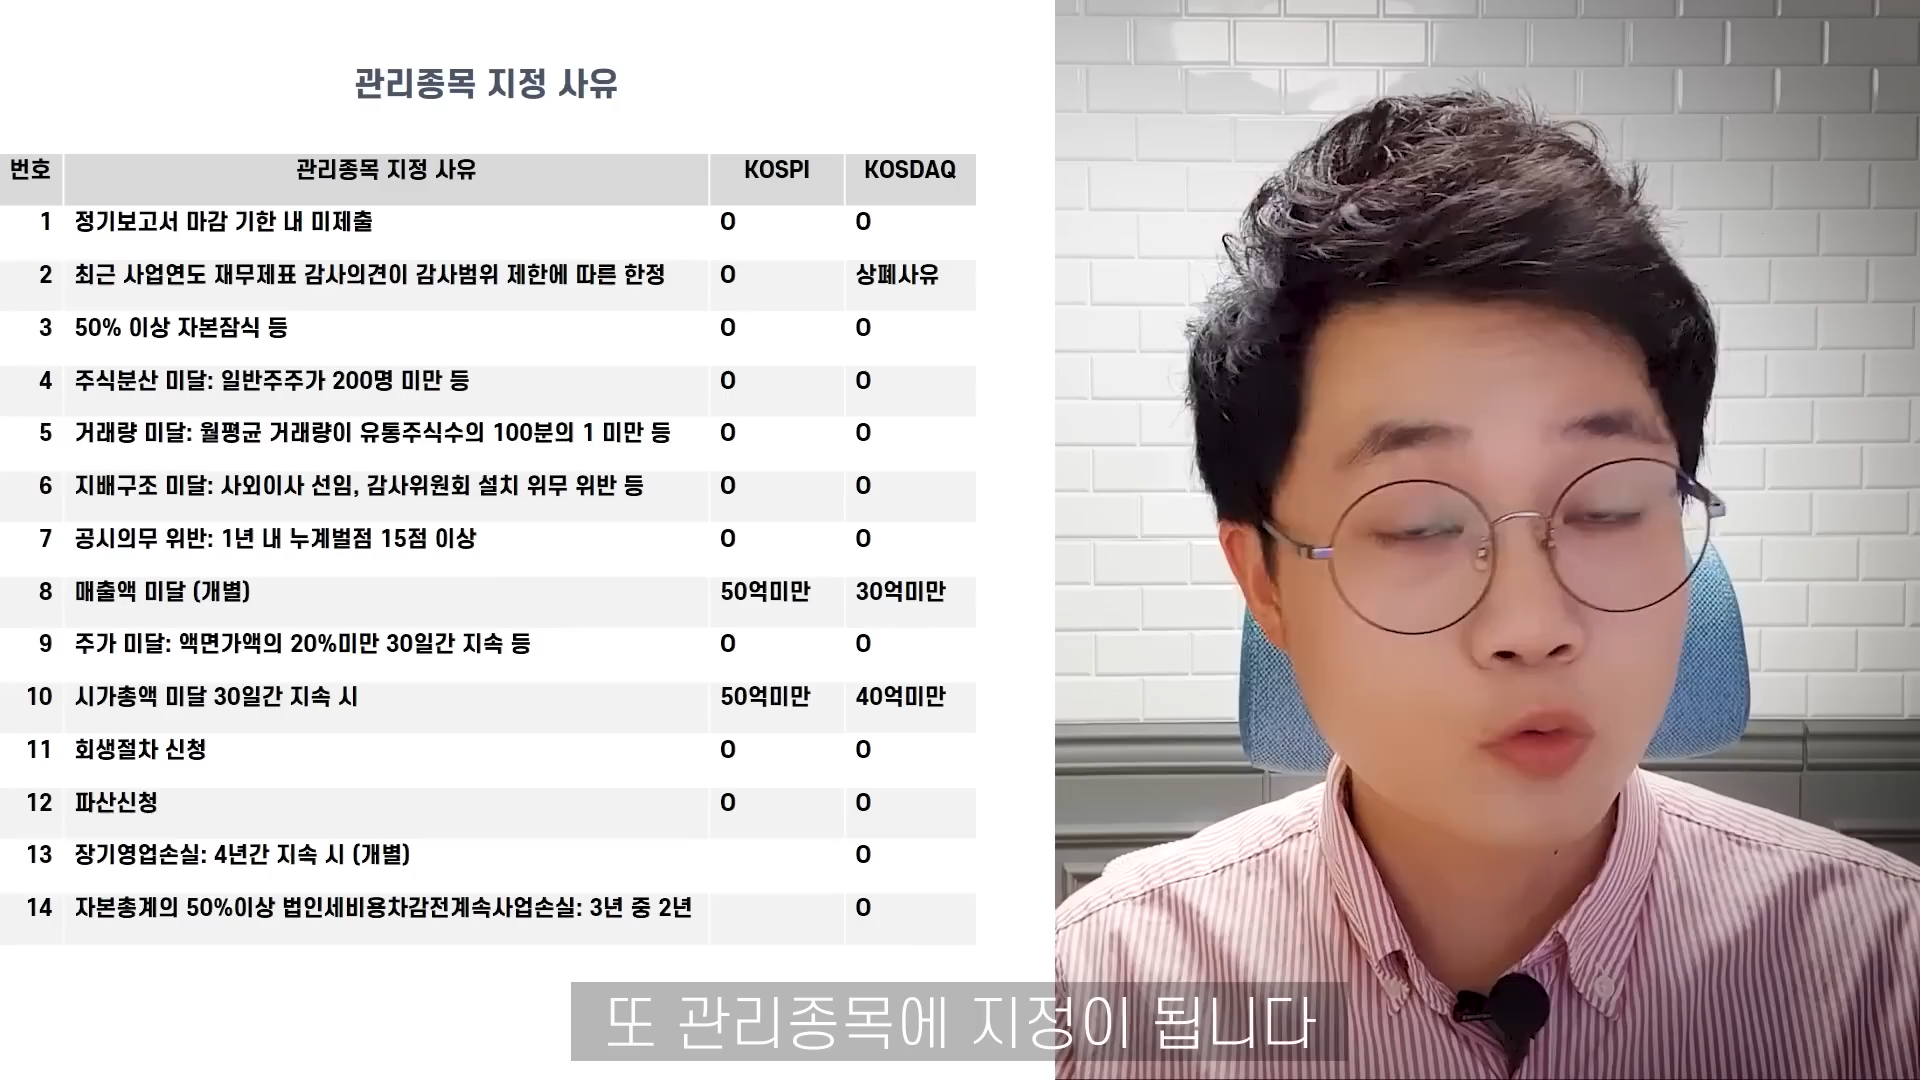 관리종목 지정 사유
번호 관리종목 지정 사유 KOSPI KOSDAQ
1 정기보고서 마감 기한 내 미제출 O O
2 최근 사업연도 재무제표 감사의견이 감사범위 제한에 따른 한정 O 상폐사유
3 50% 이상 자본잠식 등 O O
4 주식분산 미달: 일반주주가 200명 미만 등 O O
5 거래량 미달: 월평균 거래량이 유통주식수의 100분의 1 미만 등 O O
6 지배구조 미달: 사외이사 선임, 감사위원회 설치 위무 위반 등 O O
7 공시의무 위반: 1년 내 누계벌점 15점 이상 O O
8 매출액 미달 (개별) 50억미만 30억미만
9 주가 미달: 액면가액의 20%미만 30일간 지속 등 O O
10 시가총액 미달 30일간 지속 시 50억미만 40억미만
11 회생절차 신청 O O
12 파산신청 O O
13 장기영업손실: 4년간 지속 시 (개별) O
14 자본총계의 50%이상 법인세비용차감전계속사업손실: 3년 중 2년 O
또 관리종목에 지정이 됩니다